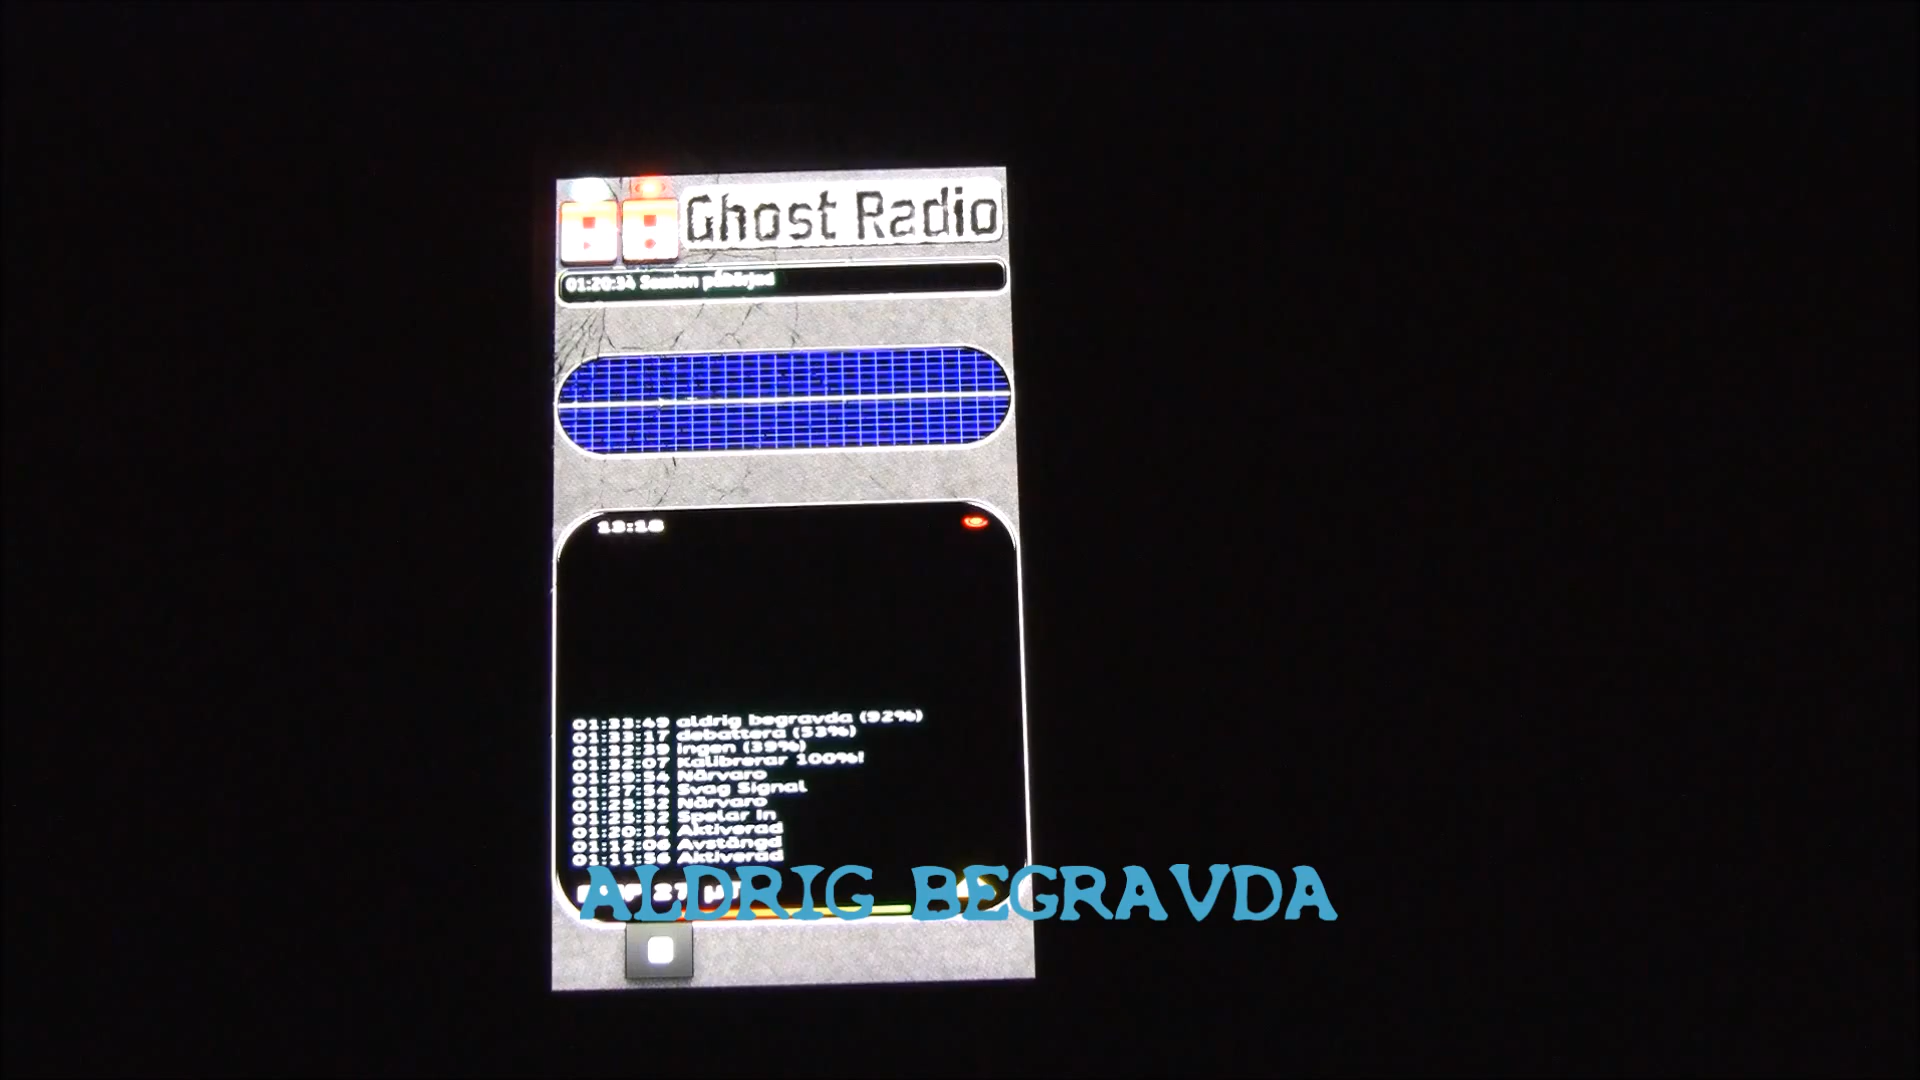 Ghost Radio
01:20:34 Session påbörjad
13:18
01:33:49 aldrig begravda (92%)
01:33:17 debattera (53%)
01:32:39 ingen (39%)
01:32:07 Kalibrerar 100%!
01:29:54 Närvaro
01:27:54 Svag Signal
01:25:52 Närvaro
01:25:32 Spelar in
01:20:34 Aktiverad
01:12:06 Avstängd
01:11:56 Aktiverad
ALDRIG BEGRAVDA